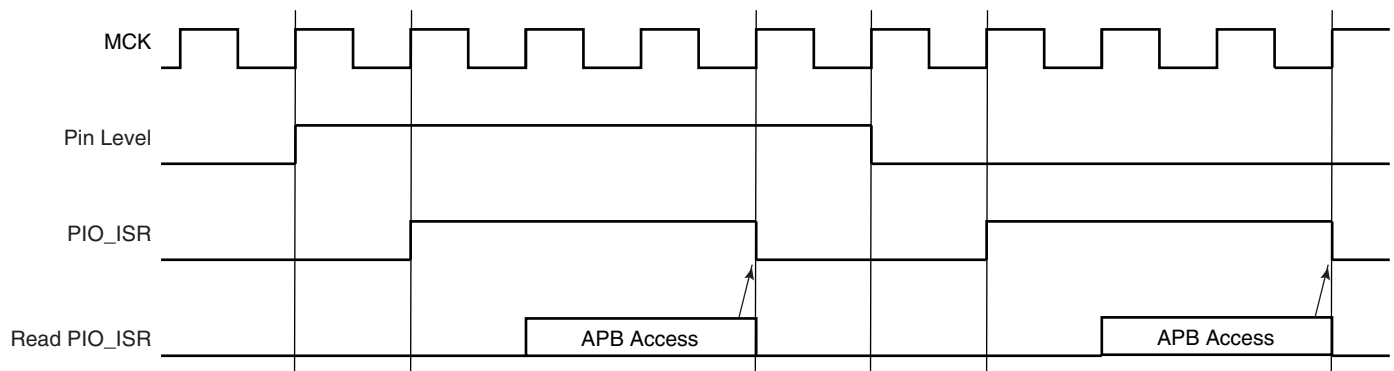 MCK
Pin Level
PIO_ISR
Read PIO_ISR
APB Access
APB Access